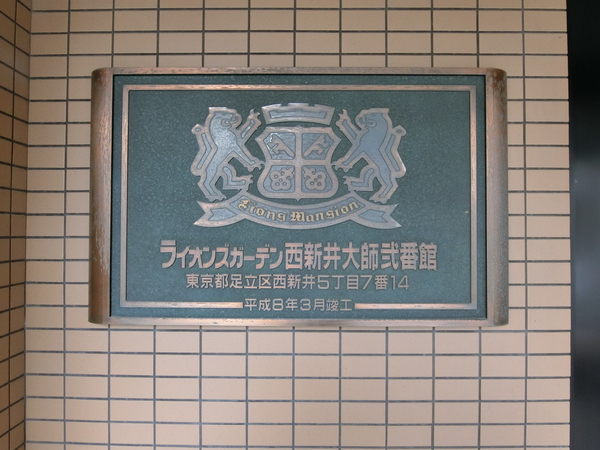 Lions Mansion
ライオンズガーデン西新井大師弐番館
東京都足立区西新井5丁目7番14
平成8年3月竣工